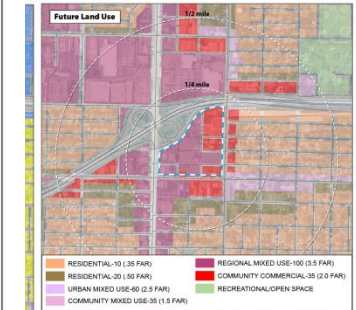 Future Land Use
1/2 mile
1/4 mile
RESIDENTIAL-10 (.35 FAR)
RESIDENTIAL-20 (.50 FAR)
URBAN MIXED USE-60 (2.5 FAR)
COMMUNITY MIXED USE-35 (1.5 FAR)
REGIONAL MIXED USE-100 (3.5 FAR)
COMMUNITY COMMERCIAL-35 (2.0 FAR)
RECREATIONAL/OPEN SPACE